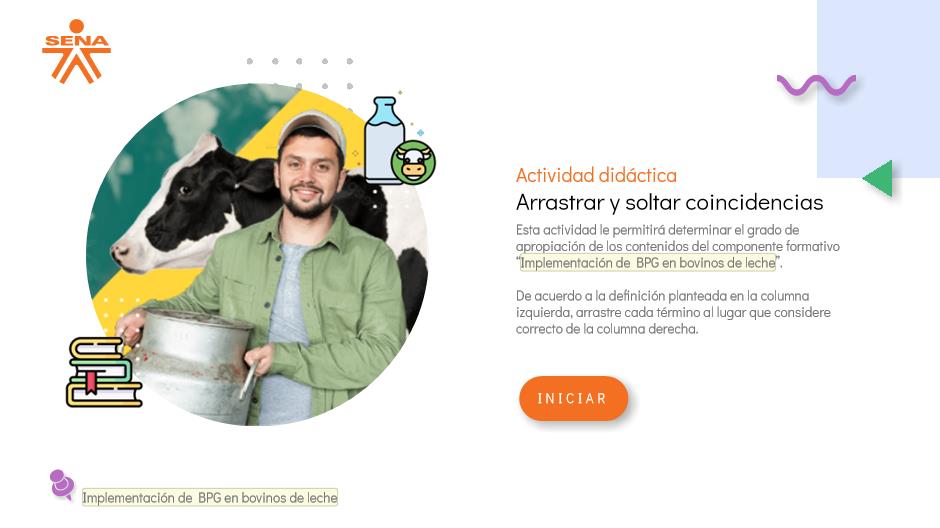 SENA
Actividad didáctica
Arrastrar y soltar coincidencias
Esta actividad le permitirá determinar el grado de
apropiación de los contenidos del componente formativo
“Implementación de  BPG en bovinos de leche”.
De acuerdo a la definición planteada en la columna
izquierda, arrastre cada término al lugar que considere
correcto de la columna derecha.
INICIAR
Implementación de  BPG en bovinos de leche